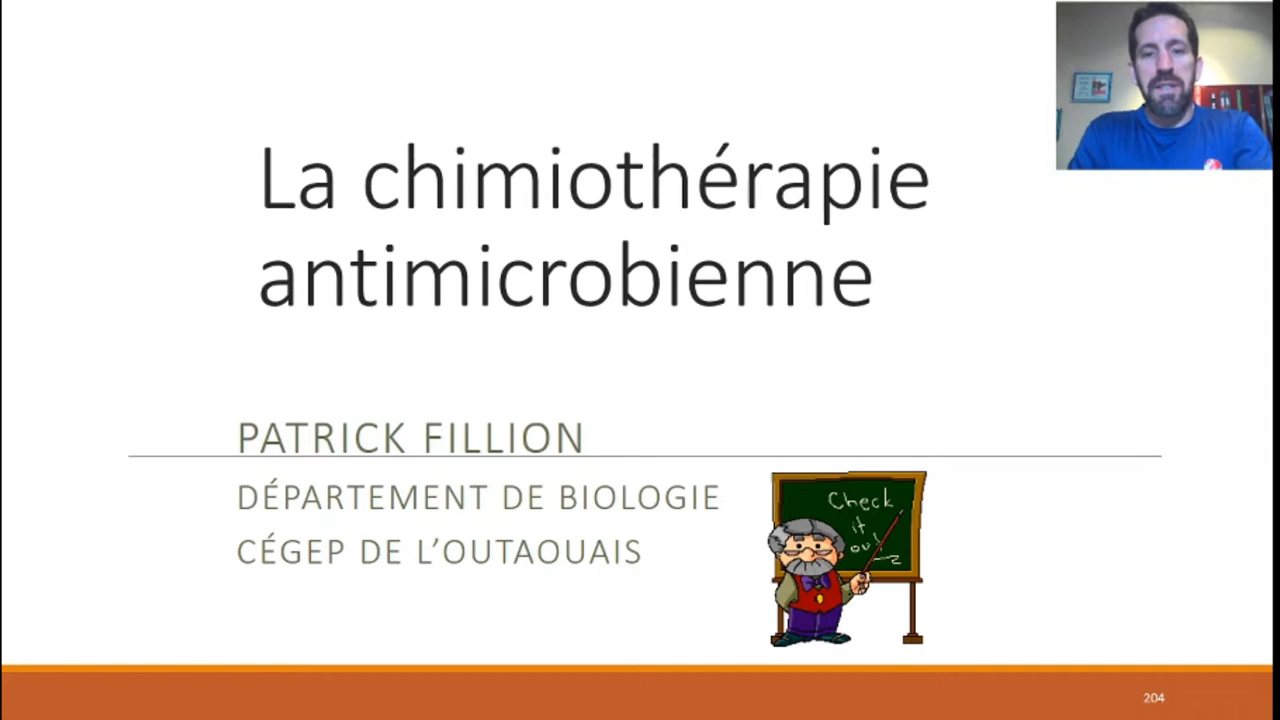 La chimiothérapie
antimicrobienne
PATRICK FILLION
DÉPARTEMENT DE BIOLOGIE
CÉGEP DE L'OUTAOUAIS
Check
it
out!
204